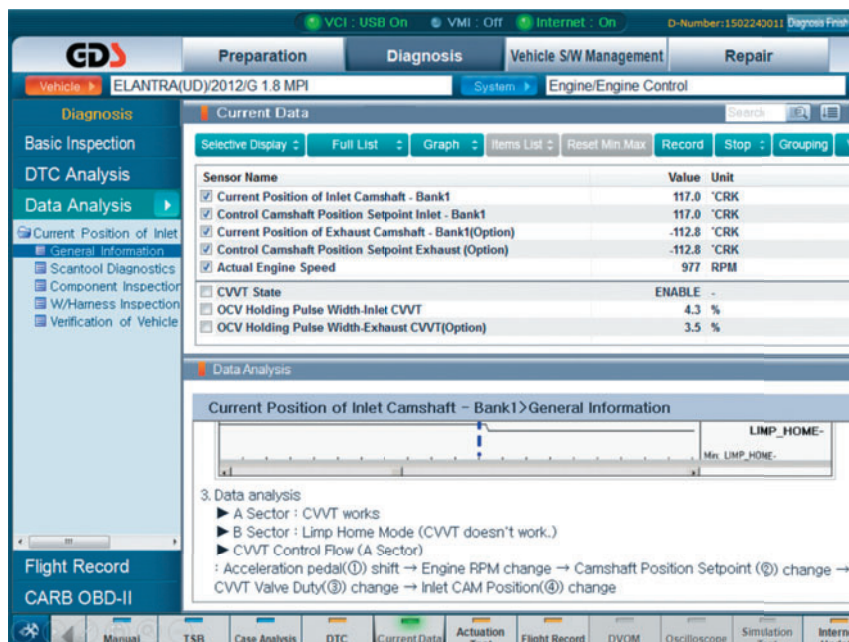 VCI : USB On VMI : Off Internet : On D-Number:1502240011 Diagnosis Finish
GDS Preparation Diagnosis Vehicle S/W Management Repair
Vehicle ELANTRA(UD)/2012/G 1.8 MPI System Engine/Engine Control
Diagnosis
Basic Inspection
DTC Analysis
Data Analysis
Current Position of Inlet
General Information
Scantool Diagnostics
Component Inspection
W/Harness Inspection
Verification of Vehicle
Flight Record
CARB OBD-II
Current Data Search
Selective Display Full List Graph Items List Reset Min.Max Record Stop Grouping
Sensor Name Value Unit
Current Position of Inlet Camshaft - Bank1 117.0 °CRK
Control Camshaft Position Setpoint Inlet - Bank1 117.0 °CRK
Current Position of Exhaust Camshaft - Bank1(Option) -112.8 °CRK
Control Camshaft Position Setpoint Exhaust (Option) -112.8 °CRK
Actual Engine Speed 977 RPM
CVVT State ENABLE -
OCV Holding Pulse Width-Inlet CVVT 4.3 %
OCV Holding Pulse Width-Exhaust CVVT(Option) 3.5 %
Data Analysis
Current Position of Inlet Camshaft - Bank1>General Information
LIMP_HOME-
Min: LIMP_HOME-
3. Data analysis
▶ A Sector : CVVT works
▶ B Sector : Limp Home Mode (CVVT doesn't work.)
▶ CVVT Control Flow (A Sector)
: Acceleration pedal(①) shift → Engine RPM change → Camshaft Position Setpoint (②) change →
CVVT Valve Duty(③) change → Inlet CAM Position(④) change
Manual TSB Case Analysis DTC Current Data Actuation Flight Record DVOM Oscilloscope Simulation